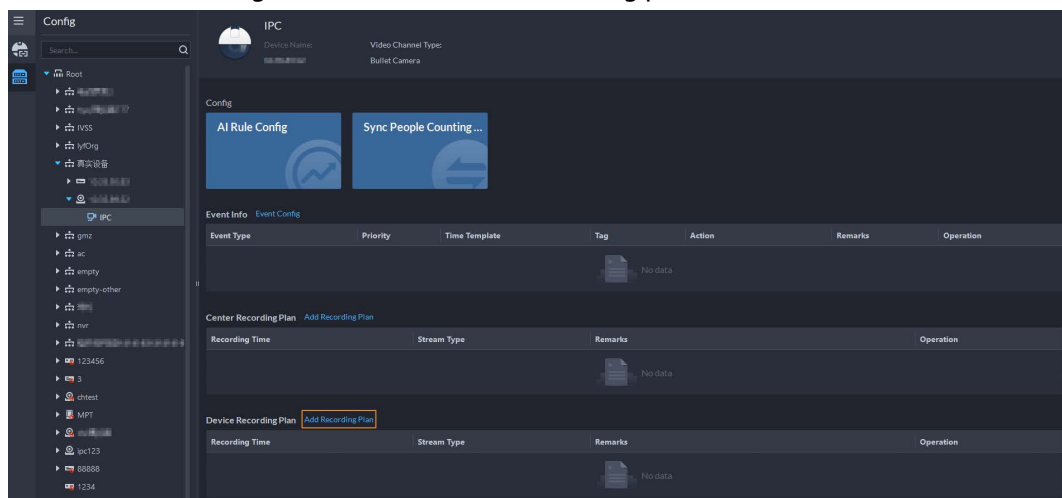 Config
Search...
Root
IVSS
lyfOrg
真实设备
IPC
gmz
ac
empty
empty-other
nvr
123456
3
chtest
MPT
ipc123
88888
1234
IPC
Device Name:
Video Channel Type:
Bullet Camera
Config
AI Rule Config
Sync People Counting ...
Event Info Event Config
Event Type Priority Time Template Tag Action Remarks Operation
No data
Center Recording Plan Add Recording Plan
Recording Time Stream Type Remarks Operation
No data
Device Recording Plan Add Recording Plan
Recording Time Stream Type Remarks Operation
No data